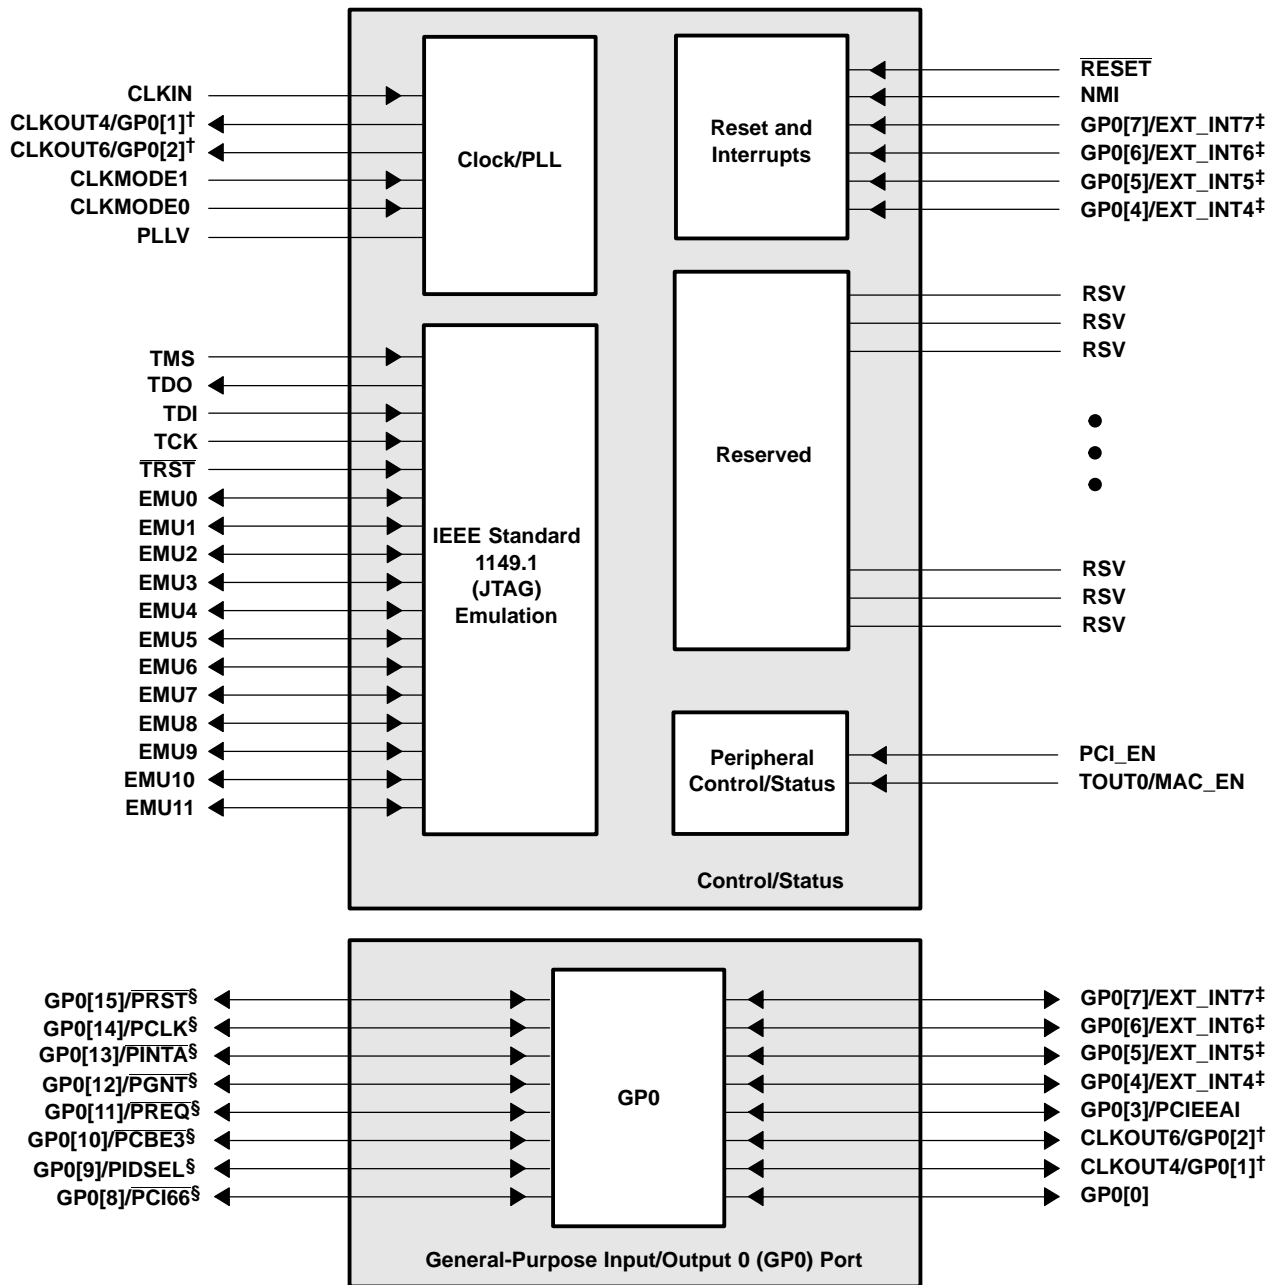 CLKIN
CLKOUT4/GP0[1]†
CLKOUT6/GP0[2]†
CLKMODE1
CLKMODE0
PLLV
Clock/PLL
Reset and
Interrupts
RESET
NMI
GP0[7]/EXT_INT7‡
GP0[6]/EXT_INT6‡
GP0[5]/EXT_INT5‡
GP0[4]/EXT_INT4‡
RSV
RSV
RSV
Reserved
RSV
RSV
RSV
TMS
TDO
TDI
TCK
TRST
EMU0
EMU1
EMU2
EMU3
EMU4
EMU5
EMU6
EMU7
EMU8
EMU9
EMU10
EMU11
IEEE Standard
1149.1
(JTAG)
Emulation
Peripheral
Control/Status
PCI_EN
TOUT0/MAC_EN
Control/Status
GP0[15]/PRST§
GP0[14]/PCLK§
GP0[13]/PINTA§
GP0[12]/PGNT§
GP0[11]/PREQ§
GP0[10]/PCBE3§
GP0[9]/PIDSEL§
GP0[8]/PCI66§
GP0
GP0[7]/EXT_INT7‡
GP0[6]/EXT_INT6‡
GP0[5]/EXT_INT5‡
GP0[4]/EXT_INT4‡
GP0[3]/PCIEEAI
CLKOUT6/GP0[2]†
CLKOUT4/GP0[1]†
GP0[0]
General-Purpose Input/Output 0 (GP0) Port